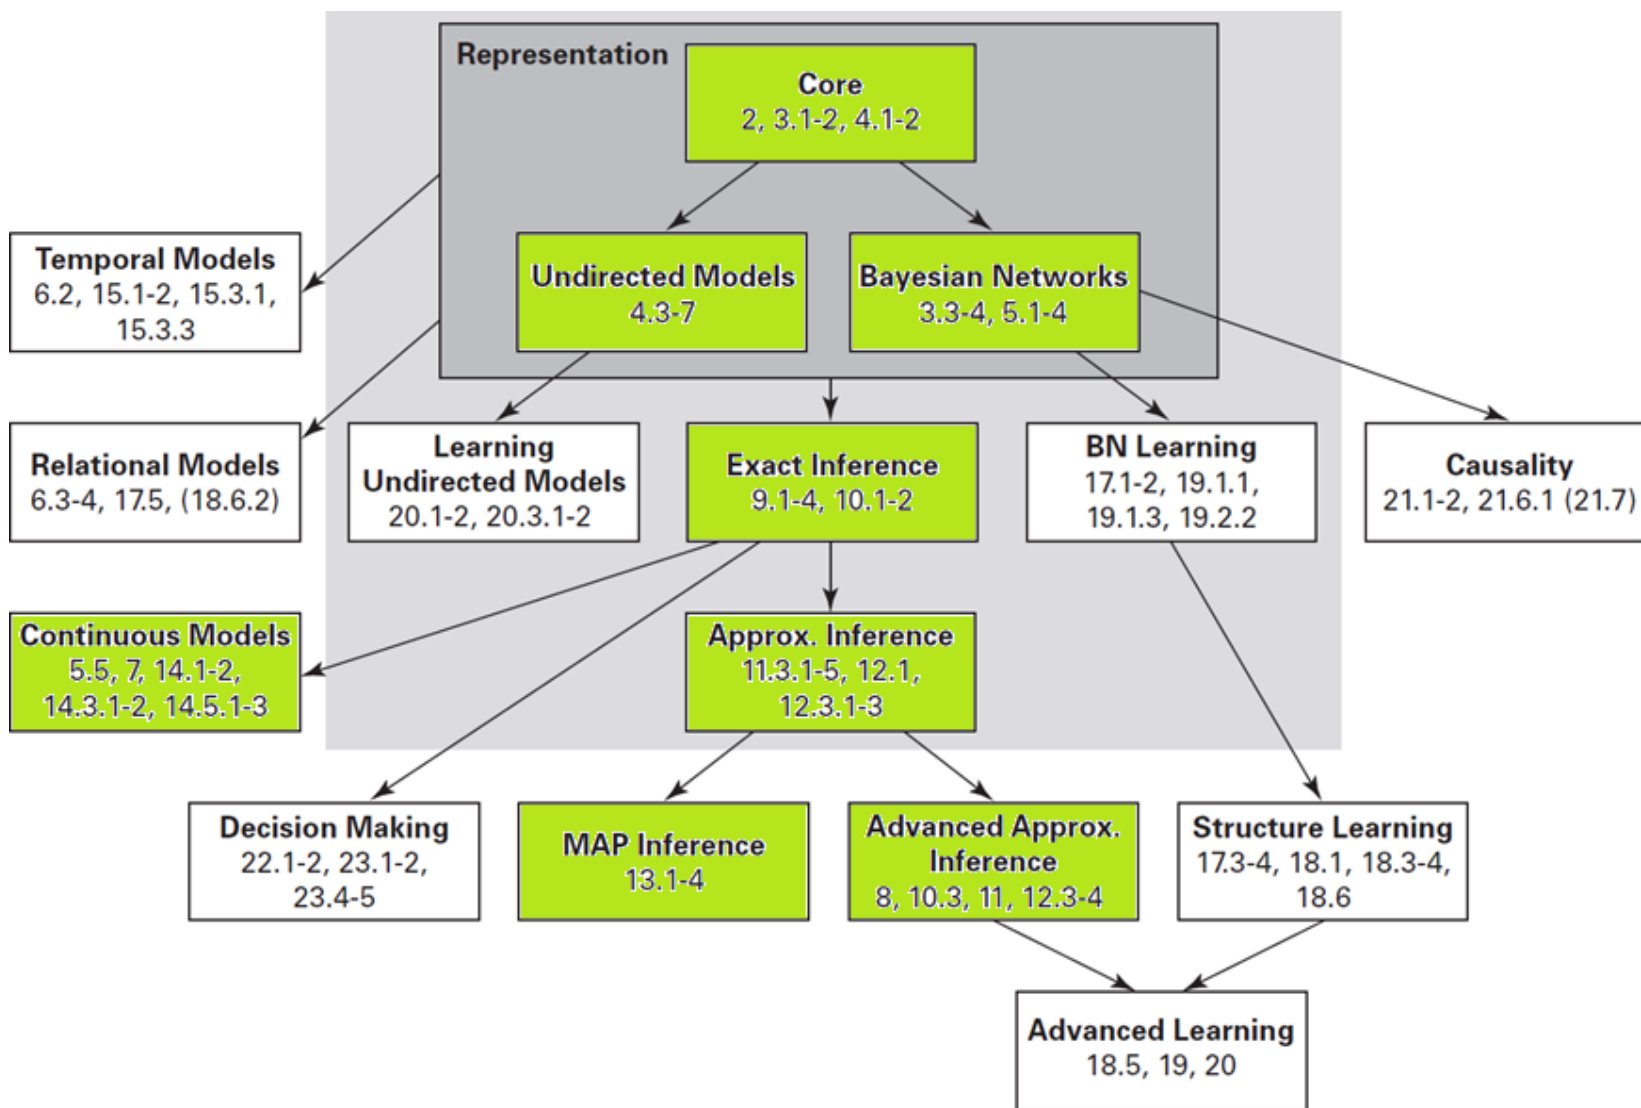 Representation
Core
2, 3.1-2, 4.1-2
Temporal Models
6.2, 15.1-2, 15.3.1,
15.3.3
Undirected Models
4.3-7
Bayesian Networks
3.3-4, 5.1-4
Relational Models
6.3-4, 17.5, (18.6.2)
Learning
Undirected Models
20.1-2, 20.3.1-2
Exact Inference
9.1-4, 10.1-2
BN Learning
17.1-2, 19.1.1,
19.1.3, 19.2.2
Causality
21.1-2, 21.6.1 (21.7)
Continuous Models
5.5, 7, 14.1-2,
14.3.1-2, 14.5.1-3
Approx. Inference
11.3.1-5, 12.1,
12.3.1-3
Decision Making
22.1-2, 23.1-2,
23.4-5
MAP Inference
13.1-4
Advanced Approx.
Inference
8, 10.3, 11, 12.3-4
Structure Learning
17.3-4, 18.1, 18.3-4,
18.6
Advanced Learning
18.5, 19, 20